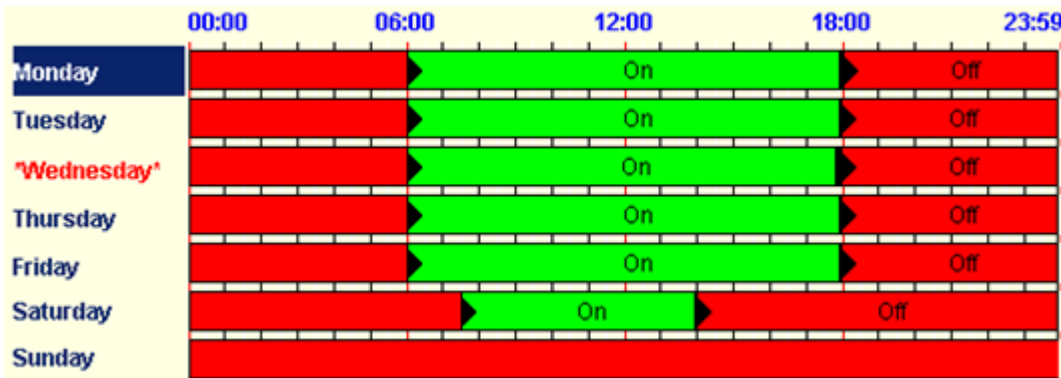 00:00 06:00 12:00 18:00 23:59
Monday On Off
Tuesday On Off
*Wednesday* On Off
Thursday On Off
Friday On Off
Saturday On Off
Sunday